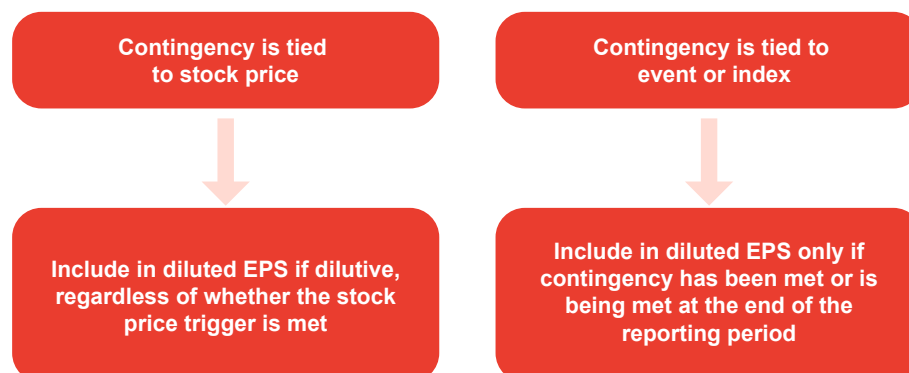 Contingency is tied
to stock price
Contingency is tied to
event or index
Include in diluted EPS if dilutive,
regardless of whether the stock
price trigger is met
Include in diluted EPS only if
contingency has been met or is
being met at the end of the
reporting period